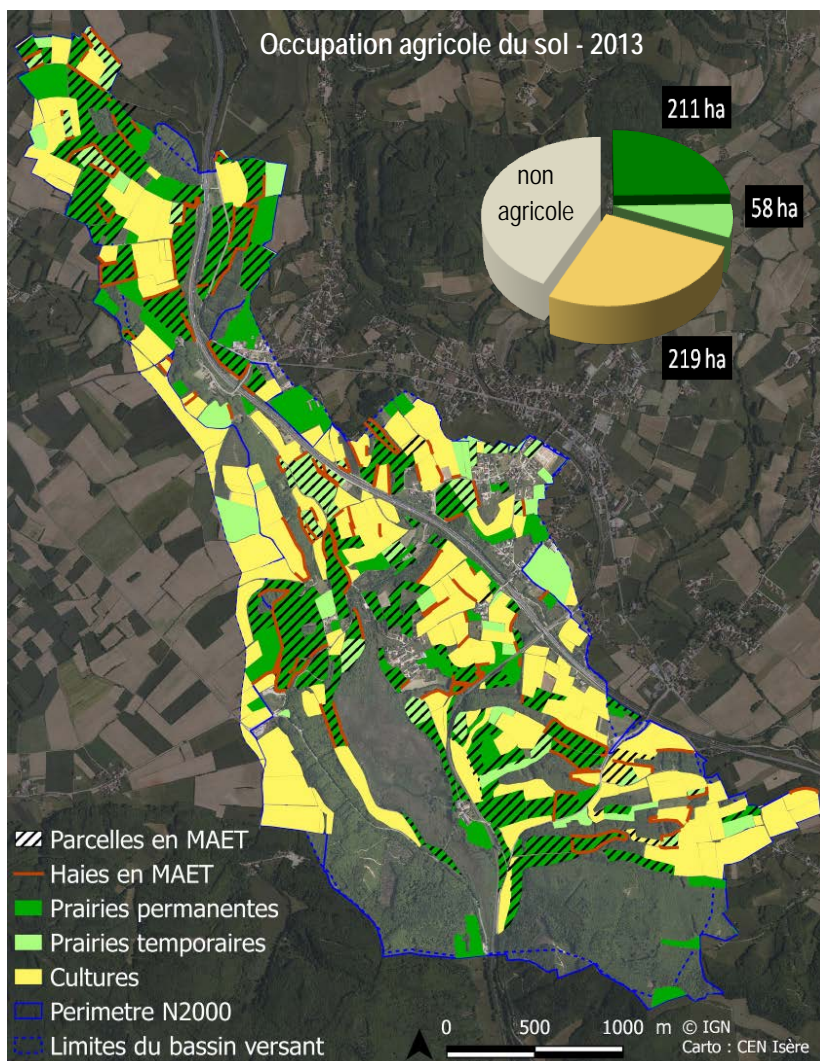 Occupation agricole du sol - 2013
211 ha
non
agricole
58 ha
219 ha
Parcelles en MAET
Haies en MAET
Prairies permanentes
Prairies temporaires
Cultures
Perimetre N2000
Limites du bassin versant
0 500 1000 m © IGN
Carto : CEN Isère